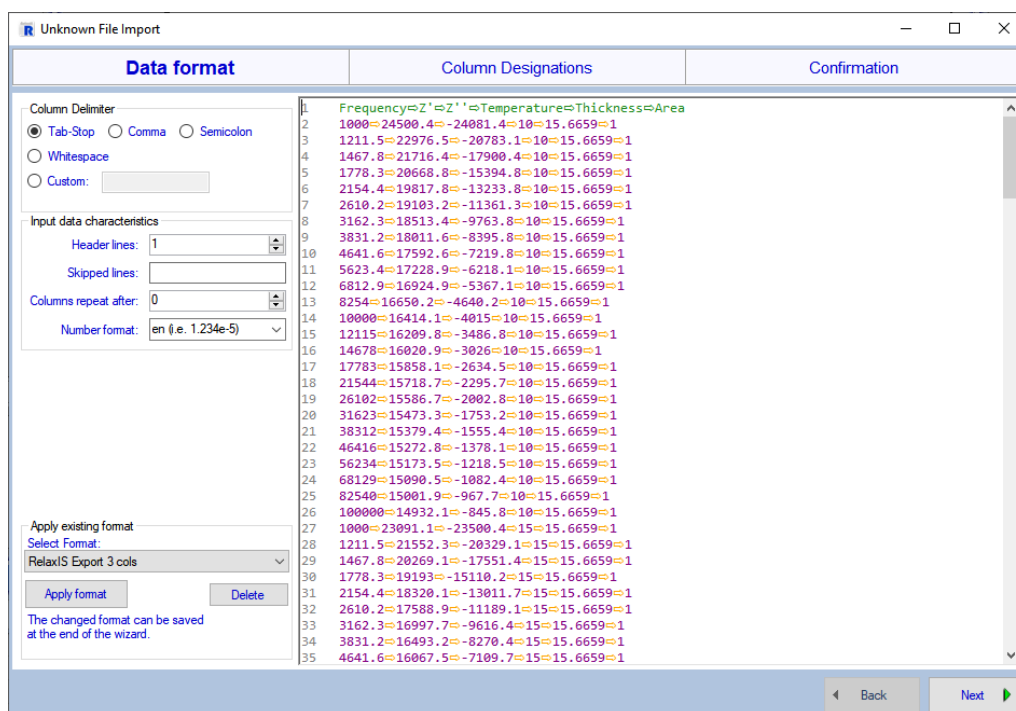 Unknown File Import
Data format
Column Designations
Confirmation
Column Delimiter
Tab-Stop
Comma
Semicolon
Whitespace
Custom:
Input data characteristics
Header lines: 1
Skipped lines:
Columns repeat after: 0
Number format: en (i.e. 1.234e-5)
Apply existing format
Select Format:
RelaxIS Export 3 cols
Apply format
Delete
The changed format can be saved
at the end of the wizard.
1 Frequency⇨Z'⇨Z''⇨Temperature⇨Thickness⇨Area
2 1000⇨24500.4⇨-24081.4⇨10⇨15.6659⇨1
3 1211.5⇨22976.5⇨-20783.1⇨10⇨15.6659⇨1
4 1467.8⇨21716.4⇨-17900.4⇨10⇨15.6659⇨1
5 1778.3⇨20668.8⇨-15394.8⇨10⇨15.6659⇨1
6 2154.4⇨19817.8⇨-13233.8⇨10⇨15.6659⇨1
7 2610.2⇨19103.2⇨-11361.3⇨10⇨15.6659⇨1
8 3162.3⇨18513.4⇨-9763.8⇨10⇨15.6659⇨1
9 3831.2⇨18011.6⇨-8395.8⇨10⇨15.6659⇨1
10 4641.6⇨17592.6⇨-7219.8⇨10⇨15.6659⇨1
11 5623.4⇨17228.9⇨-6218.1⇨10⇨15.6659⇨1
12 6812.9⇨16924.9⇨-5367.1⇨10⇨15.6659⇨1
13 8254⇨16650.2⇨-4640.2⇨10⇨15.6659⇨1
14 10000⇨16414.1⇨-4015⇨10⇨15.6659⇨1
15 12115⇨16209.8⇨-3486.8⇨10⇨15.6659⇨1
16 14678⇨16020.9⇨-3026⇨10⇨15.6659⇨1
17 17783⇨15858.1⇨-2634.5⇨10⇨15.6659⇨1
18 21544⇨15718.7⇨-2295.7⇨10⇨15.6659⇨1
19 26102⇨15586.7⇨-2002.8⇨10⇨15.6659⇨1
20 31623⇨15473.3⇨-1753.2⇨10⇨15.6659⇨1
21 38312⇨15379.4⇨-1555.4⇨10⇨15.6659⇨1
22 46416⇨15272.8⇨-1378.1⇨10⇨15.6659⇨1
23 56234⇨15173.5⇨-1218.5⇨10⇨15.6659⇨1
24 68129⇨15090.5⇨-1082.4⇨10⇨15.6659⇨1
25 82540⇨15001.9⇨-967.7⇨10⇨15.6659⇨1
26 100000⇨14932.1⇨-845.8⇨10⇨15.6659⇨1
27 1000⇨23091.1⇨-23500.4⇨15⇨15.6659⇨1
28 1211.5⇨21552.3⇨-20329.1⇨15⇨15.6659⇨1
29 1467.8⇨20269.1⇨-17551.4⇨15⇨15.6659⇨1
30 1778.3⇨19193⇨-15110.2⇨15⇨15.6659⇨1
31 2154.4⇨18320.1⇨-13011.7⇨15⇨15.6659⇨1
32 2610.2⇨17588.9⇨-11189.1⇨15⇨15.6659⇨1
33 3162.3⇨16997.7⇨-9616.4⇨15⇨15.6659⇨1
34 3831.2⇨16493.2⇨-8270.4⇨15⇨15.6659⇨1
35 4641.6⇨16067.5⇨-7109.7⇨15⇨15.6659⇨1
Back
Next